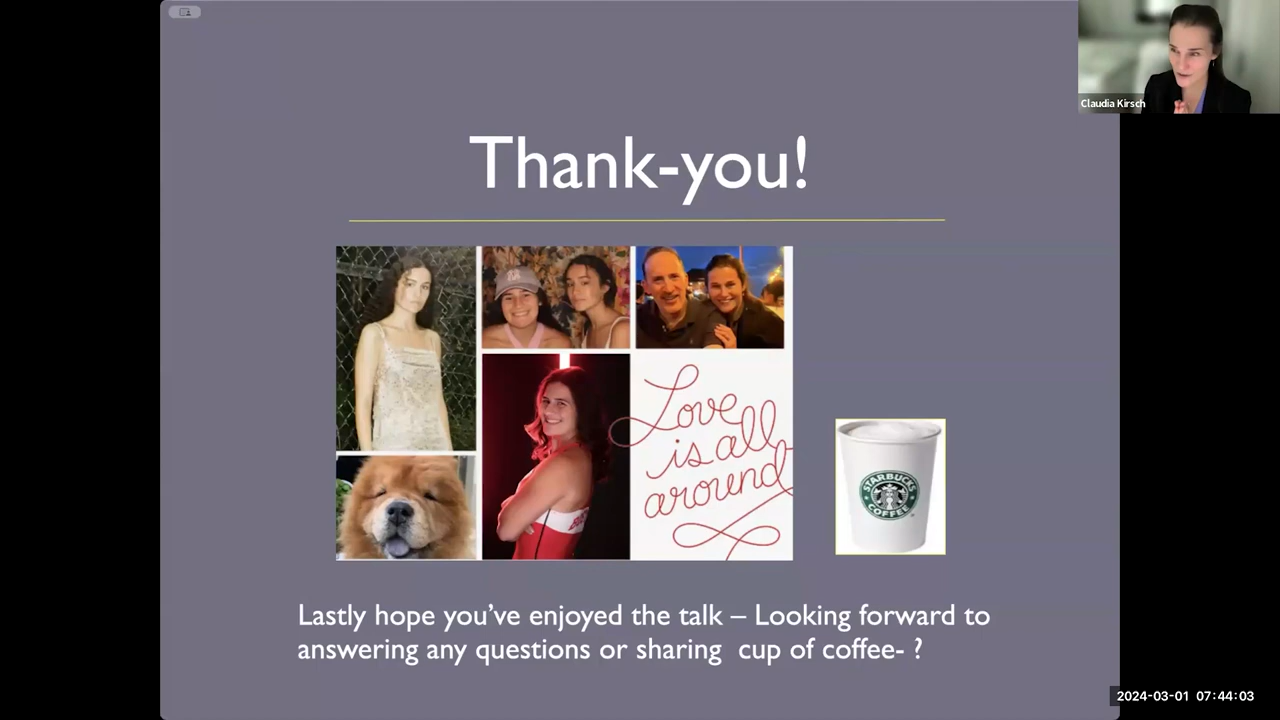 Claudia Kirsch
Thank-you!
Love
is all
around
STARBUCKS
COFFEE
Lastly hope you've enjoyed the talk – Looking forward to
answering any questions or sharing  cup of coffee- ?
2024-03-01 07:44:03